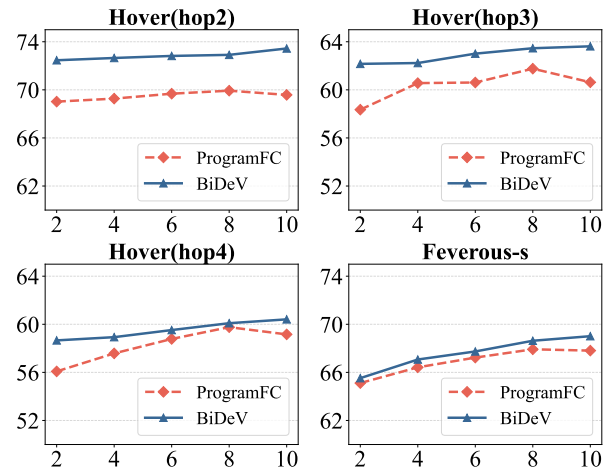 Hover(hop2)
74
70
66
62
ProgramFC
BiDeV
2 4 6 8 10
Hover(hop3)
64
60
56
52
ProgramFC
BiDeV
2 4 6 8 10
Hover(hop4)
64
60
56
52
ProgramFC
BiDeV
2 4 6 8 10
Feverous-s
74
70
66
62
ProgramFC
BiDeV
2 4 6 8 10